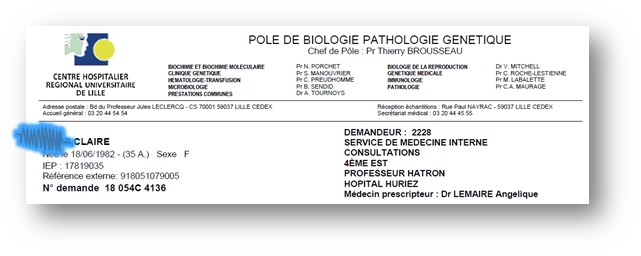 POLE DE BIOLOGIE PATHOLOGIE GENETIQUE
Chef de Pôle : Pr Thierry BROUSSEAU
CENTRE HOSPITALIER
REGIONAL UNIVERSITAIRE
DE LILLE
BIOCHIMIE ET BIOCHIMIE MOLECULAIRE Pr N. PORCHET
CLINIQUE GENETIQUE Pr S. MANOUVRIER
HEMATOLOGIE-TRANSFUSION Pr C. PREUDHOMME
MICROBIOLOGIE Pr B. SENDID
PRESTATIONS COMMUNES Dr A. TOURNOYS
BIOLOGIE DE LA REPRODUCTION Dr V. MITCHELL
GENETIQUE MEDICALE Pr C. ROCHE-LESTIENNE
IMMUNOLOGIE Pr M. LABALETTE
PATHOLOGIE Pr C.A. MAURAGE
Adresse postale : Bd du Professeur Jules LECLERCQ - CS 70001 59037 LILLE CEDEX
Accueil général : 03 20 44 54 54
Réception échantillons : Rue Paul NAYRAC - 59037 LILLE CEDEX
Secrétariat médical : 03 20 44 45 55
CLAIRE
Née le 18/06/1982 - (35 A.) Sexe F
IEP : 17819035
Référence externe: 918051079005
N° demande 18 054C 4136
DEMANDEUR : 2228
SERVICE DE MEDECINE INTERNE
CONSULTATIONS
4ÈME EST
PROFESSEUR HATRON
HOPITAL HURIEZ
Médecin prescripteur : Dr LEMAIRE Angelique